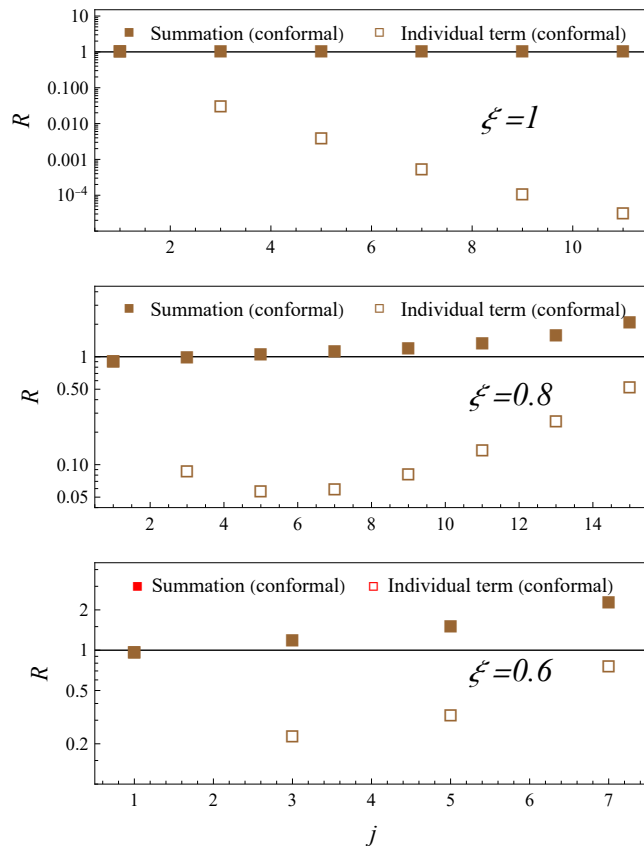 10
Summation (conformal) Individual term (conformal)
1
0.100
R
0.010
ξ=1
0.001
10⁻⁴
2 4 6 8 10
Summation (conformal) Individual term (conformal)
1
0.50
R
ξ=0.8
0.10
0.05
2 4 6 8 10 12 14
Summation (conformal) Individual term (conformal)
2
1
R
ξ=0.6
0.5
0.2
1 2 3 4 5 6 7
j